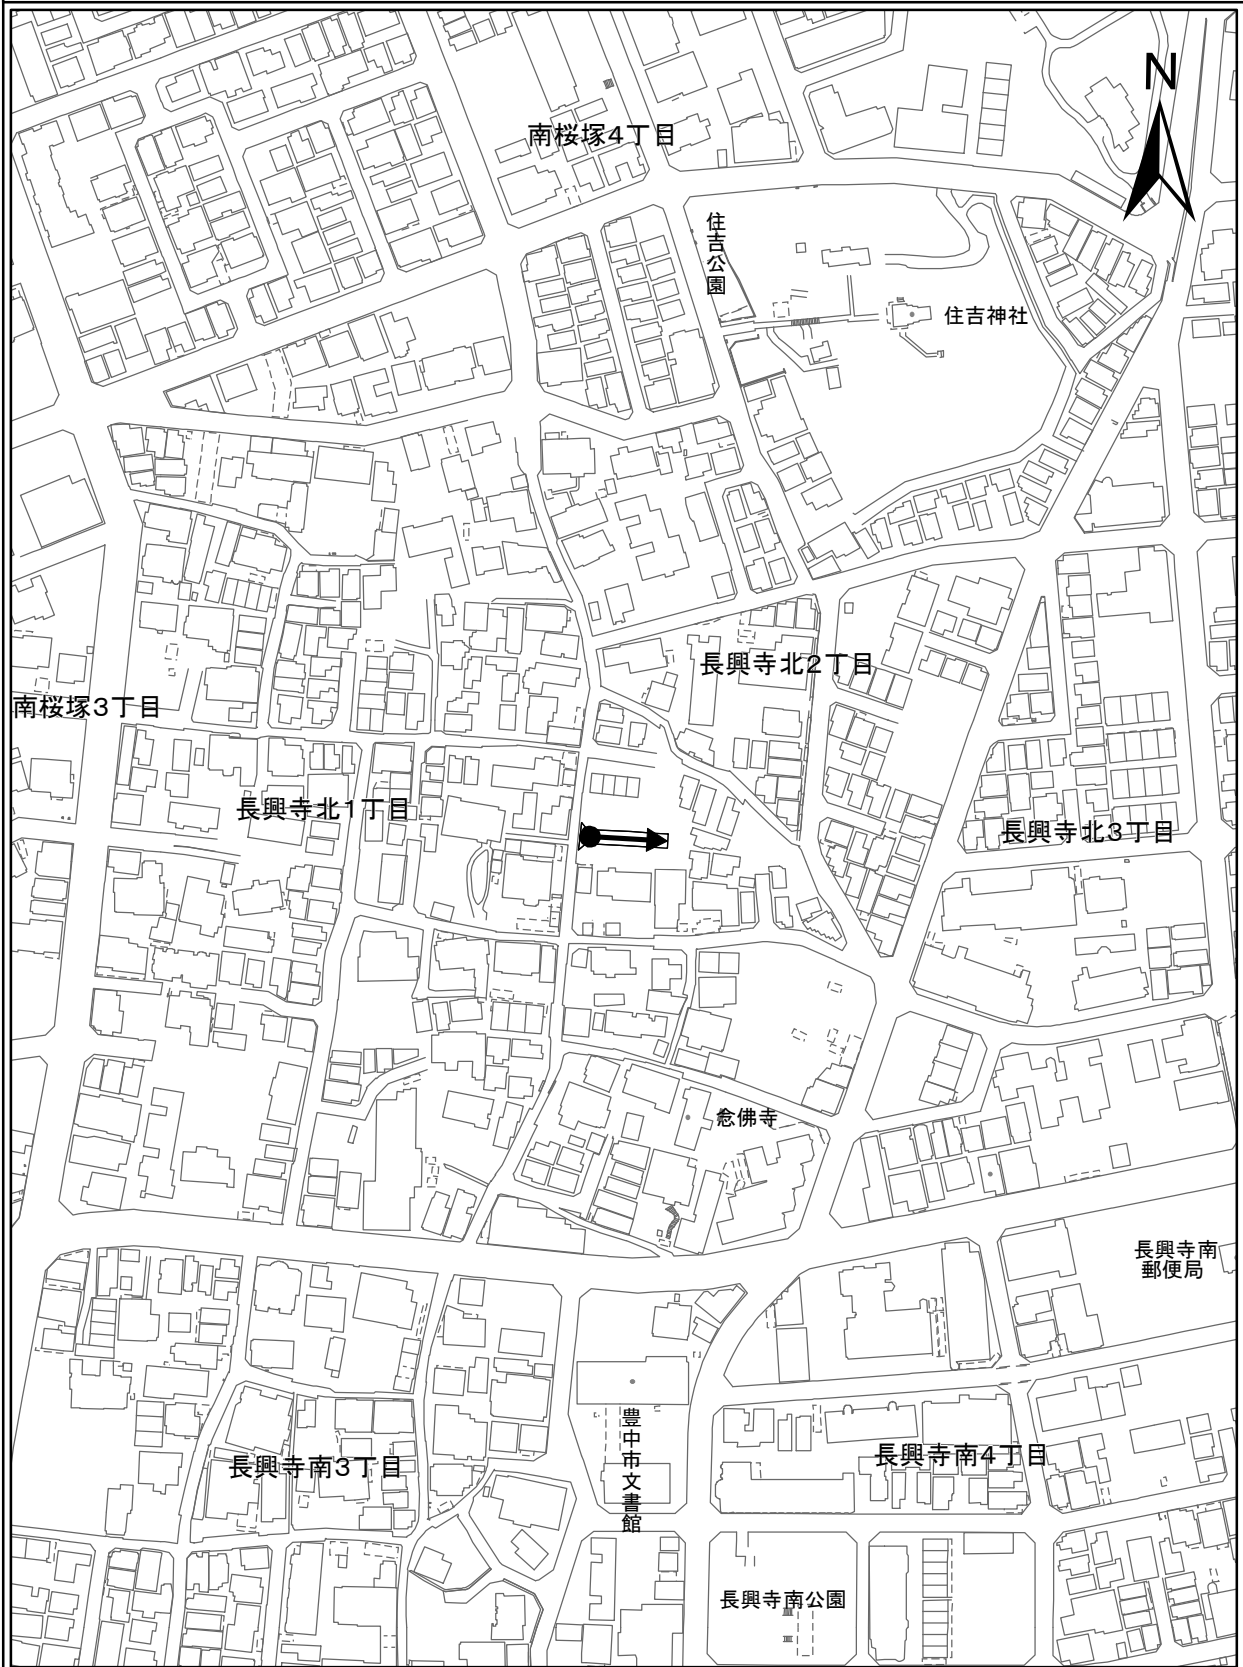 N
南桜塚4丁目
住吉公園
住吉神社
長興寺北2丁目
南桜塚3丁目
長興寺北1丁目
長興寺北3丁目
念佛寺
長興寺南
郵便局
豊中市文書館
長興寺南3丁目
長興寺南4丁目
長興寺南公園